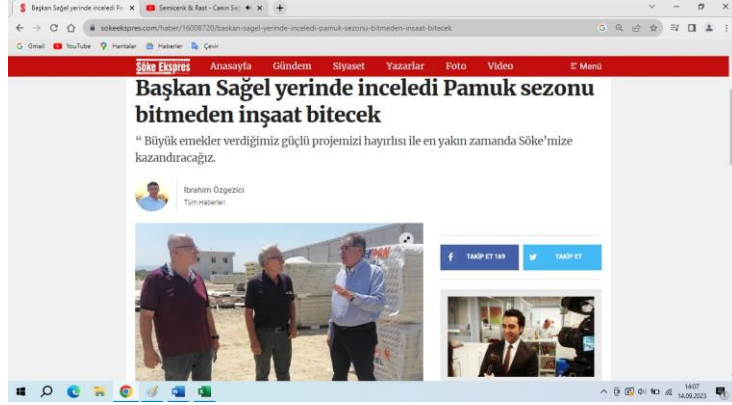 Başkan Sağel yerinde inceledi Pa
Semicenk & Rast - Canın Sağ
sokeekspres.com/haber/16008720/baskan-sagel-yerinde-inceledi-pamuk-sezonu-bitmeden-insaat-bitecek
Gmail YouTube Haritalar Haberler Çevir
Söke Ekspres Anasayfa Gündem Siyaset Yazarlar Foto Video Menü
Başkan Sağel yerinde inceledi Pamuk sezonu
bitmeden inşaat bitecek
“ Büyük emekler verdiğimiz güçlü projemizi hayırlısı ile en yakın zamanda Söke’mize
kazandıracağız.
İbrahim Özgezici
Tüm Haberleri
TAKİP ET 169 TAKİP ET
14:07
14.09.2023